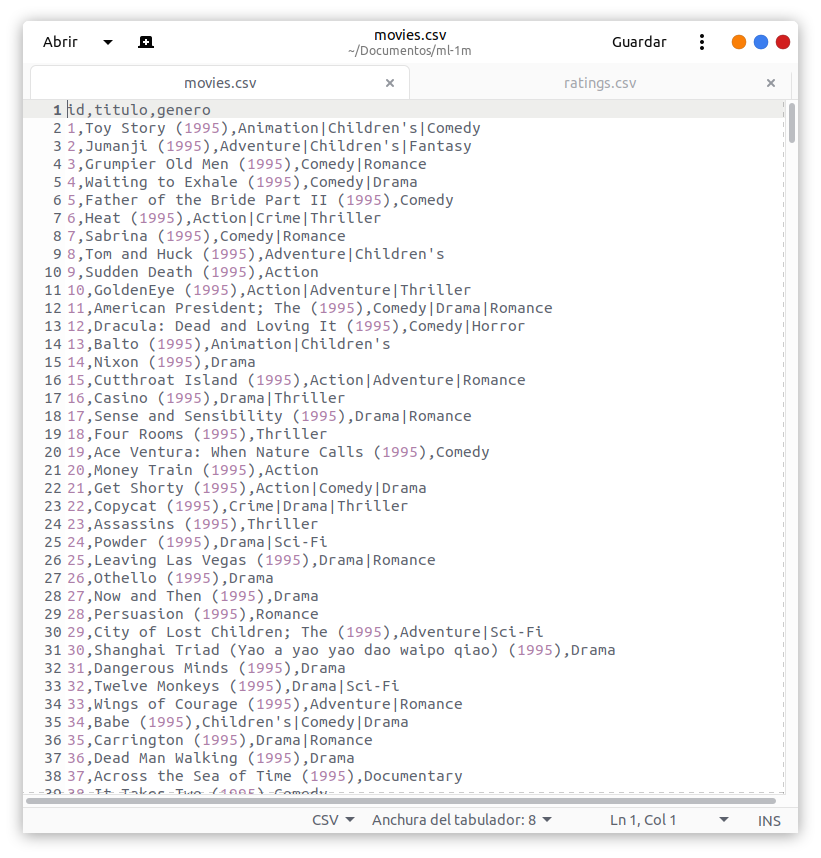 Abrir
movies.csv
~/Documentos/ml-1m
Guardar
movies.csv
ratings.csv
1 id,titulo,genero
2 1,Toy Story (1995),Animation|Children's|Comedy
3 2,Jumanji (1995),Adventure|Children's|Fantasy
4 3,Grumpier Old Men (1995),Comedy|Romance
5 4,Waiting to Exhale (1995),Comedy|Drama
6 5,Father of the Bride Part II (1995),Comedy
7 6,Heat (1995),Action|Crime|Thriller
8 7,Sabrina (1995),Comedy|Romance
9 8,Tom and Huck (1995),Adventure|Children's
10 9,Sudden Death (1995),Action
11 10,GoldenEye (1995),Action|Adventure|Thriller
12 11,American President; The (1995),Comedy|Drama|Romance
13 12,Dracula: Dead and Loving It (1995),Comedy|Horror
14 13,Balto (1995),Animation|Children's
15 14,Nixon (1995),Drama
16 15,Cutthroat Island (1995),Action|Adventure|Romance
17 16,Casino (1995),Drama|Thriller
18 17,Sense and Sensibility (1995),Drama|Romance
19 18,Four Rooms (1995),Thriller
20 19,Ace Ventura: When Nature Calls (1995),Comedy
21 20,Money Train (1995),Action
22 21,Get Shorty (1995),Action|Comedy|Drama
23 22,Copycat (1995),Crime|Drama|Thriller
24 23,Assassins (1995),Thriller
25 24,Powder (1995),Drama|Sci-Fi
26 25,Leaving Las Vegas (1995),Drama|Romance
27 26,Othello (1995),Drama
28 27,Now and Then (1995),Drama
29 28,Persuasion (1995),Romance
30 29,City of Lost Children; The (1995),Adventure|Sci-Fi
31 30,Shanghai Triad (Yao a yao yao dao waipo qiao) (1995),Drama
32 31,Dangerous Minds (1995),Drama
33 32,Twelve Monkeys (1995),Drama|Sci-Fi
34 33,Wings of Courage (1995),Adventure|Romance
35 34,Babe (1995),Children's|Comedy|Drama
36 35,Carrington (1995),Drama|Romance
37 36,Dead Man Walking (1995),Drama
38 37,Across the Sea of Time (1995),Documentary
39 38,It Takes Two (1995),Comedy
CSV
Anchura del tabulador: 8
Ln 1, Col 1
INS